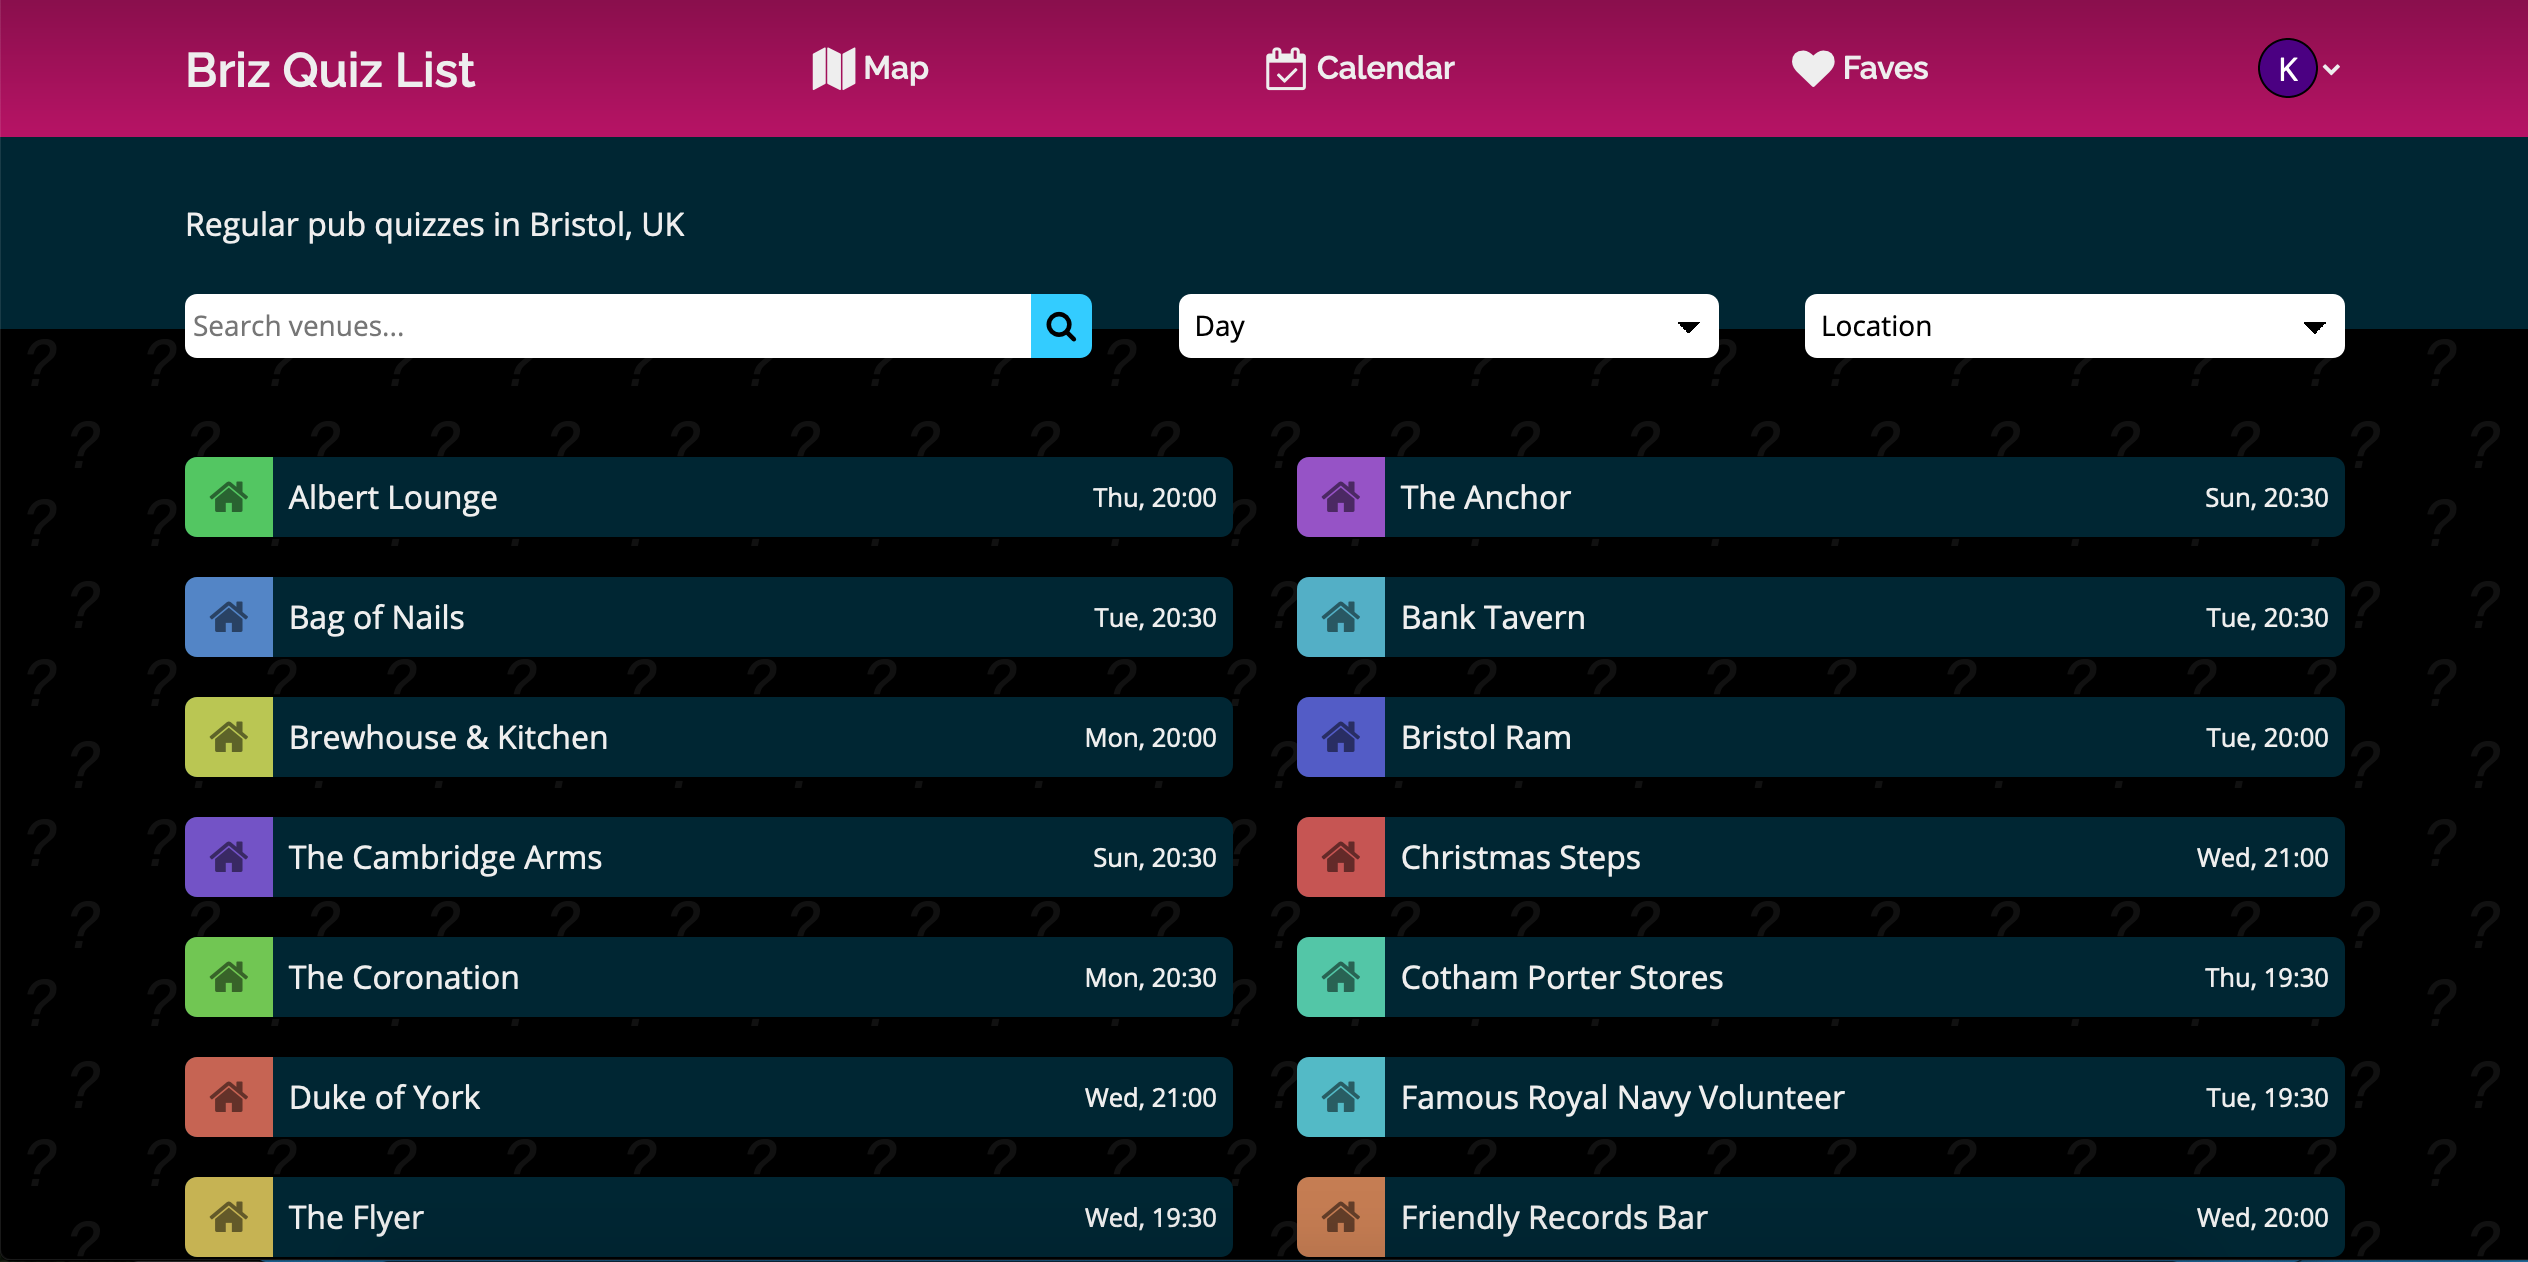 Briz Quiz List Map Calendar Faves K
Regular pub quizzes in Bristol, UK
Search venues... Day Location
Albert Lounge Thu, 20:00
The Anchor Sun, 20:30
Bag of Nails Tue, 20:30
Bank Tavern Tue, 20:30
Brewhouse & Kitchen Mon, 20:00
Bristol Ram Tue, 20:00
The Cambridge Arms Sun, 20:30
Christmas Steps Wed, 21:00
The Coronation Mon, 20:30
Cotham Porter Stores Thu, 19:30
Duke of York Wed, 21:00
Famous Royal Navy Volunteer Tue, 19:30
The Flyer Wed, 19:30
Friendly Records Bar Wed, 20:00